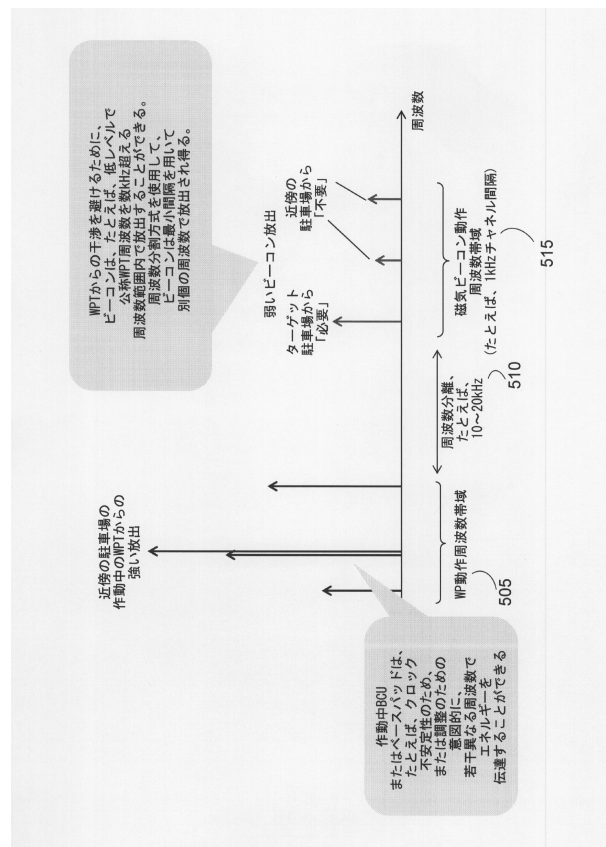 WPTからの干渉を避けるために、
ビーコンは、たとえば、低レベルで
公称WPT周波数を数kHz超える
周波数範囲内で放出することができる。
周波数分割方式を使用して、
ビーコンは最小間隔を用いて
別個の周波数で放出され得る。
近傍の駐車場の
作動中のWPTからの
強い放出
弱いビーコン放出
ターゲット
駐車場から
「必要」
近傍の
駐車場から
「不要」
周波数
WP動作周波数帯域
505
周波数分離、
たとえば、
10～20kHz
510
磁気ビーコン動作
周波数帯域
(たとえば、1kHzチャネル間隔)
515
作動中BCU
またはベースパッドは、
たとえば、クロック
不安定性のため、
または調整のための
意図的に、
若干異なる周波数で
エネルギーを
伝達することができる